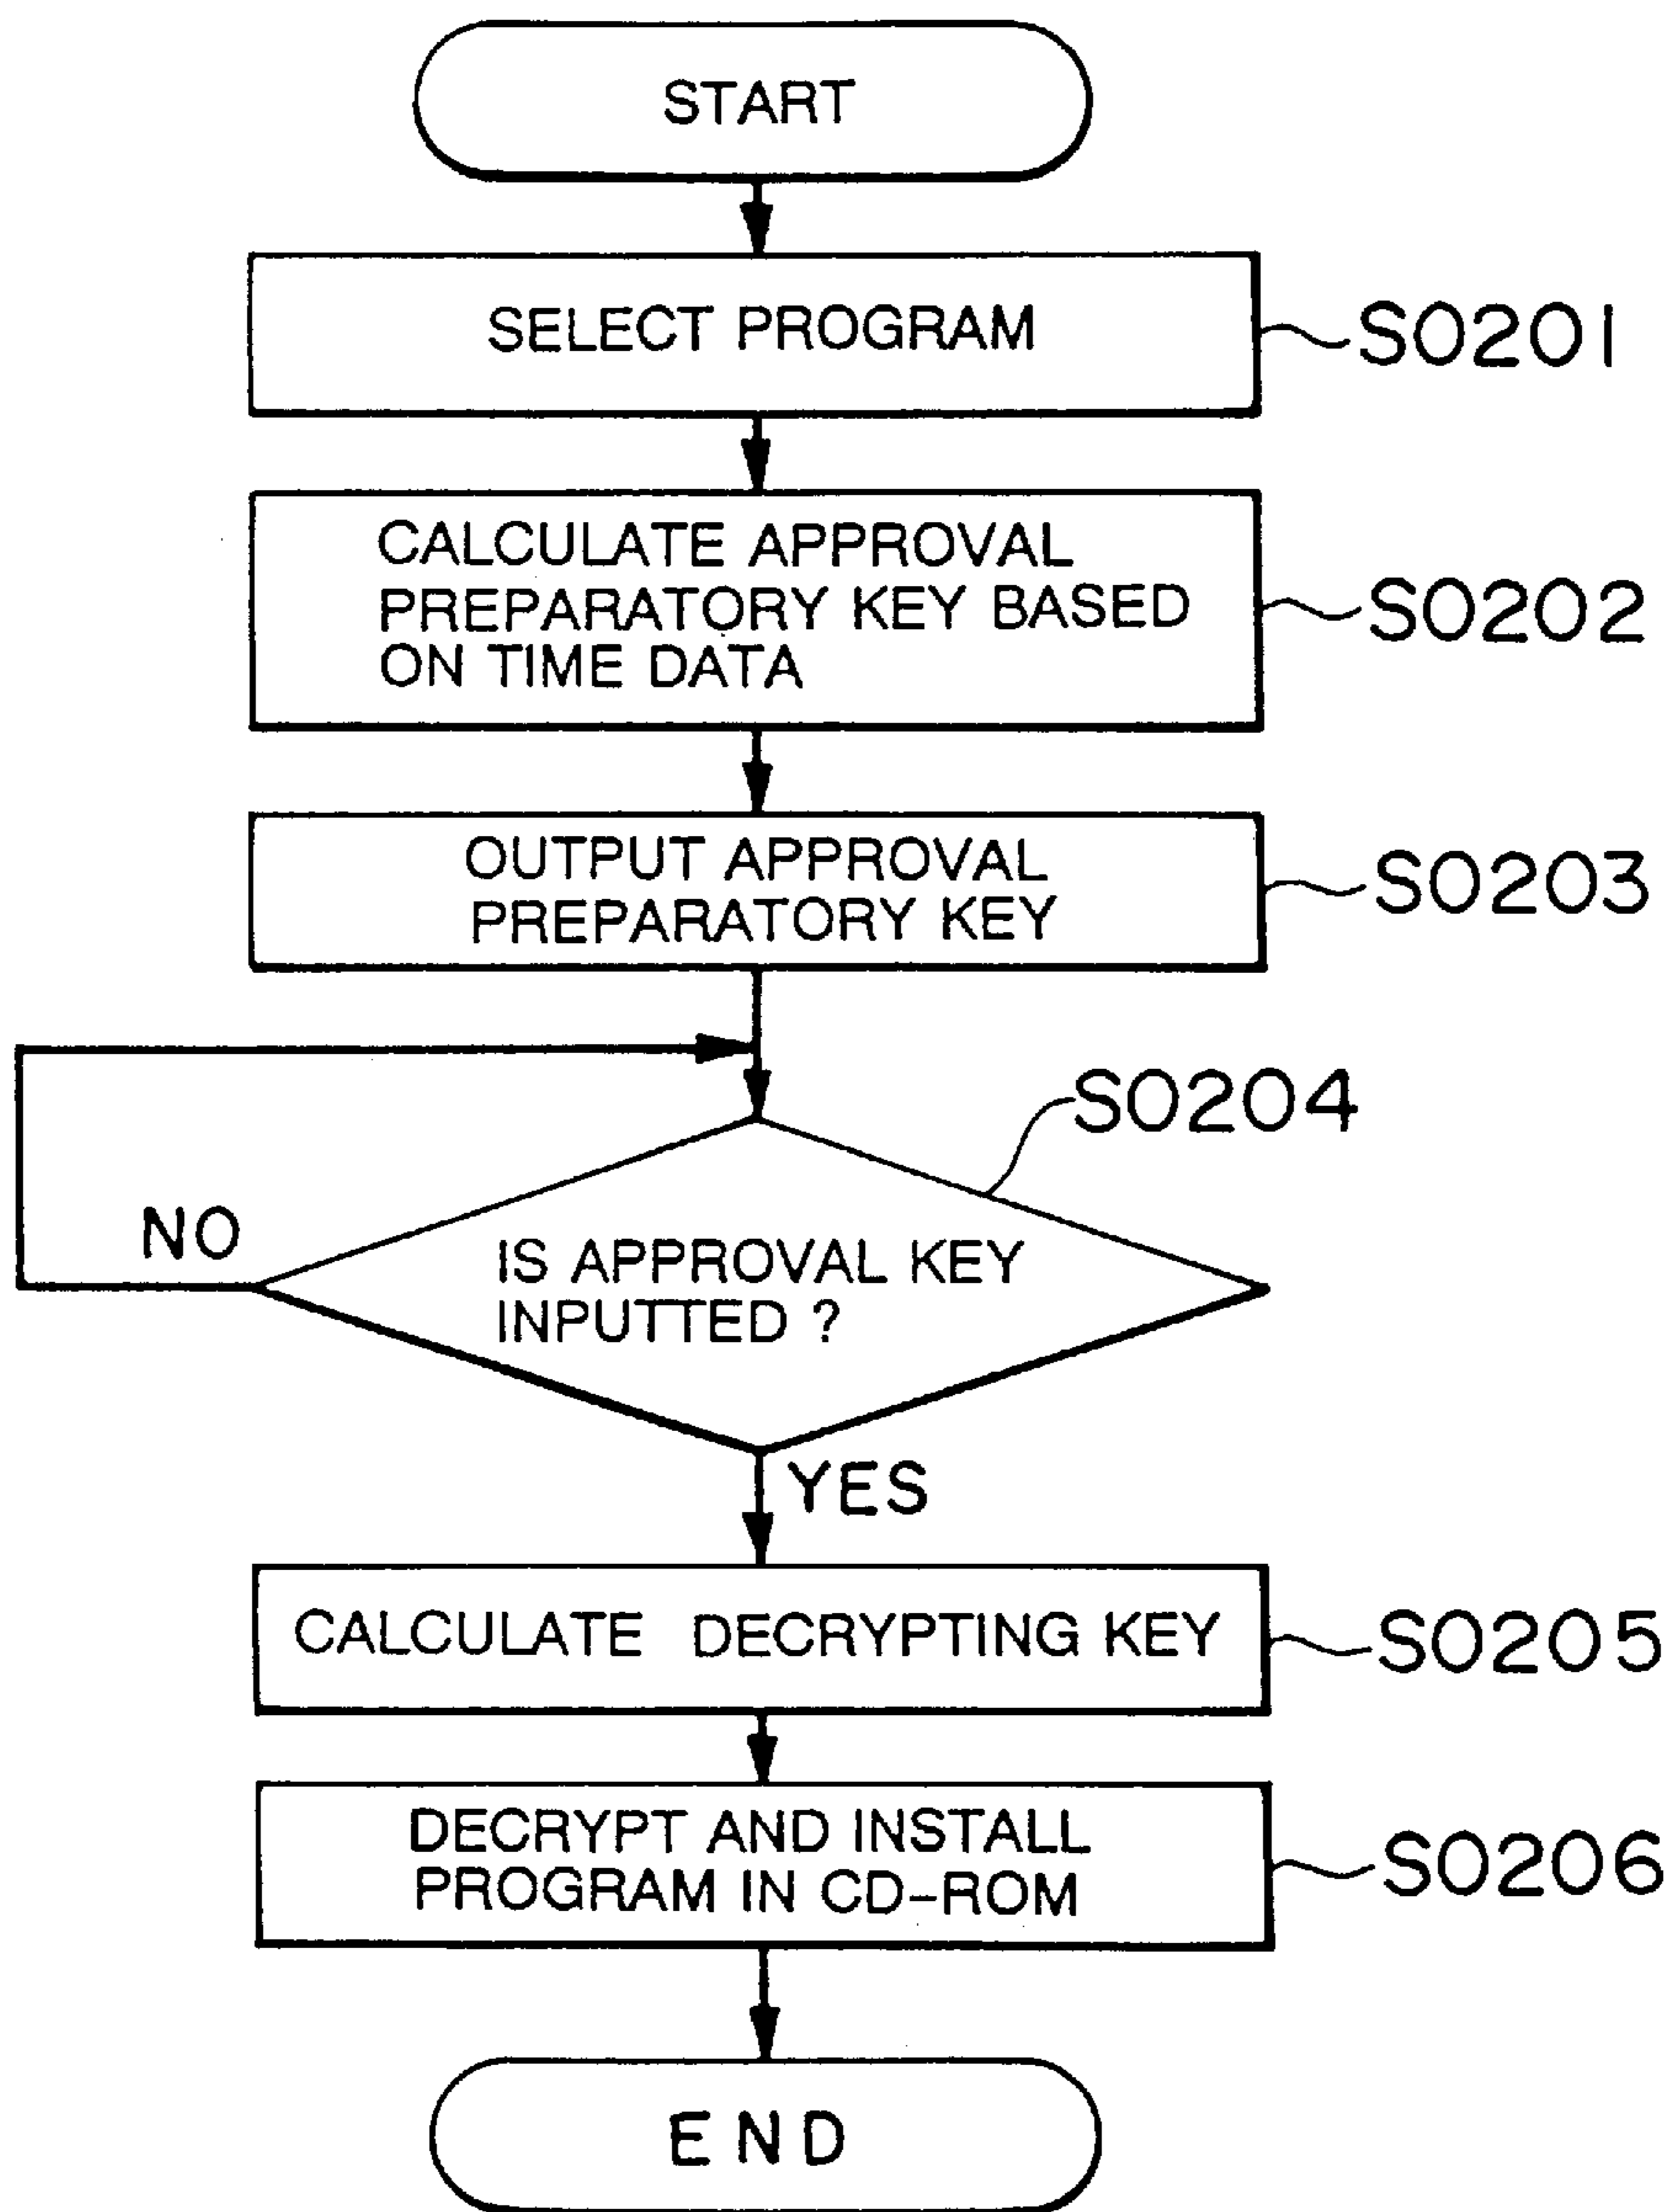 START
SELECT PROGRAM
S0201
CALCULATE APPROVAL
PREPARATORY KEY BASED
ON TIME DATA
S0202
OUTPUT APPROVAL
PREPARATORY KEY
S0203
S0204
NO
IS APPROVAL KEY
INPUTTED ?
YES
CALCULATE DECRYPTING KEY
S0205
DECRYPT AND INSTALL
PROGRAM IN CD-ROM
S0206
END